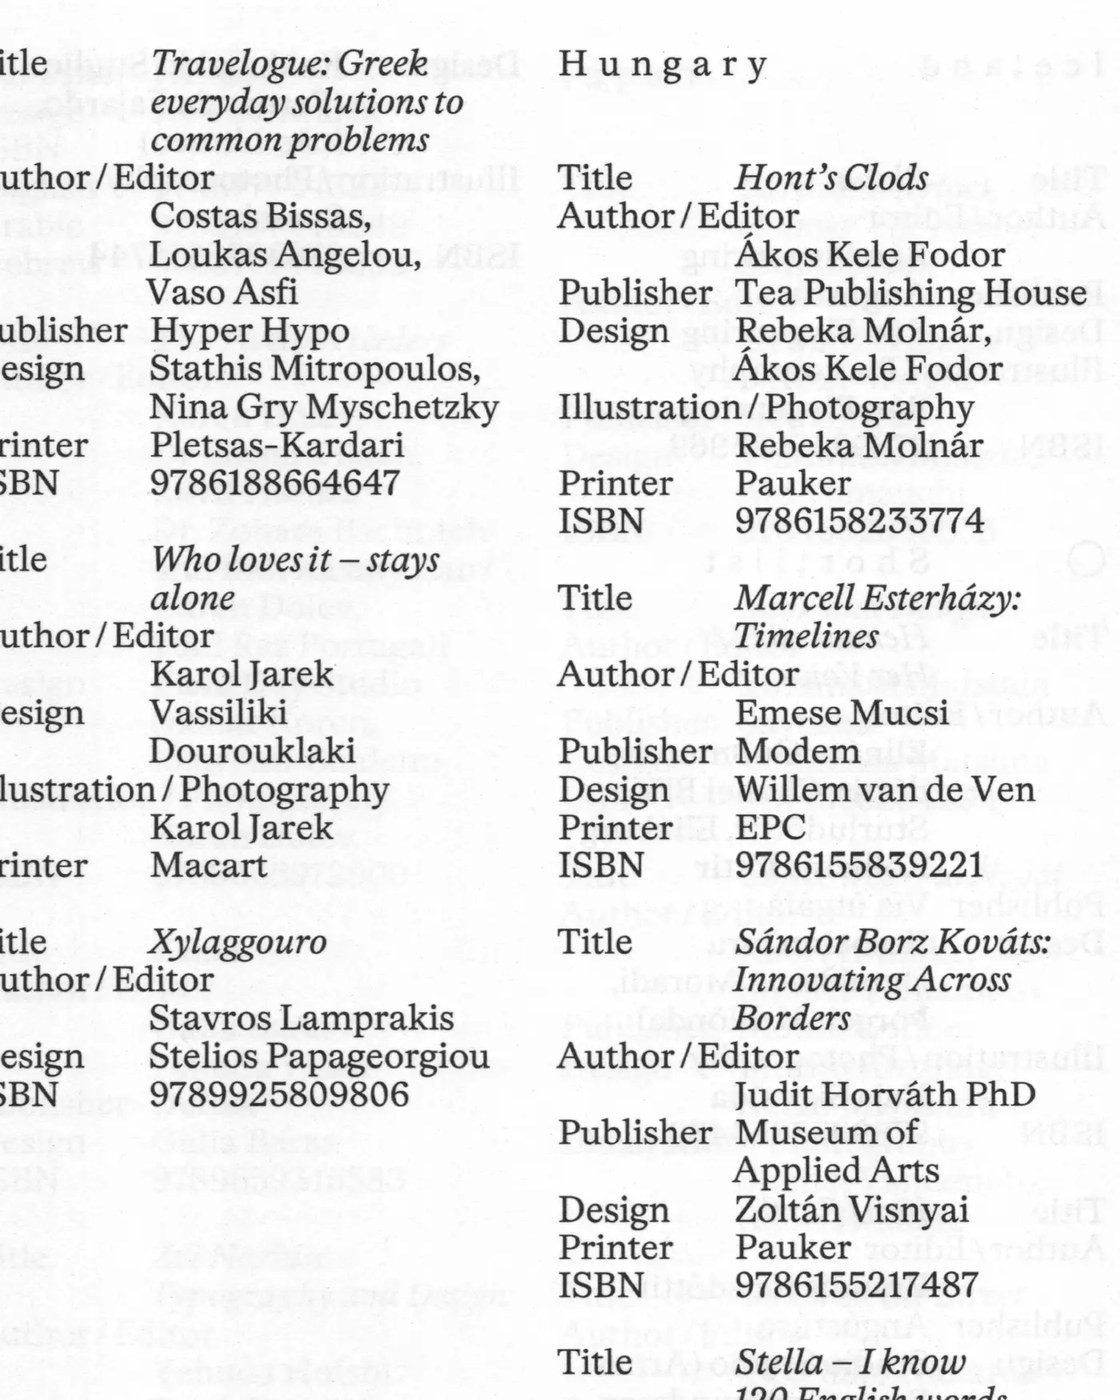 itle Travelogue: Greek
everyday solutions to
common problems
uthor / Editor
Costas Bissas,
Loukas Angelou,
Vaso Asfi
ublisher Hyper Hypo
esign Stathis Mitropoulos,
Nina Gry Myschetzky
rinter Pletsas–Kardari
SBN 9786188664647
itle Who loves it – stays
alone
uthor / Editor
Karol Jarek
esign Vassiliki
Dourouklaki
lustration / Photography
Karol Jarek
rinter Macart
itle Xylaggouro
uthor / Editor
Stavros Lamprakis
esign Stelios Papageorgiou
SBN 9789925809806
Hungary
Title Hont’s Clods
Author / Editor
Ákos Kele Fodor
Publisher Tea Publishing House
Design Rebeka Molnár,
Ákos Kele Fodor
Illustration / Photography
Rebeka Molnár
Printer Pauker
ISBN 9786158233774
Title Marcell Esterházy:
Timelines
Author / Editor
Emese Mucsi
Publisher Modem
Design Willem van de Ven
Printer EPC
ISBN 9786155839221
Title Sándor Borz Kováts:
Innovating Across
Borders
Author / Editor
Judit Horváth PhD
Publisher Museum of
Applied Arts
Design Zoltán Visnyai
Printer Pauker
ISBN 9786155217487
Title Stella – I know
120 English words